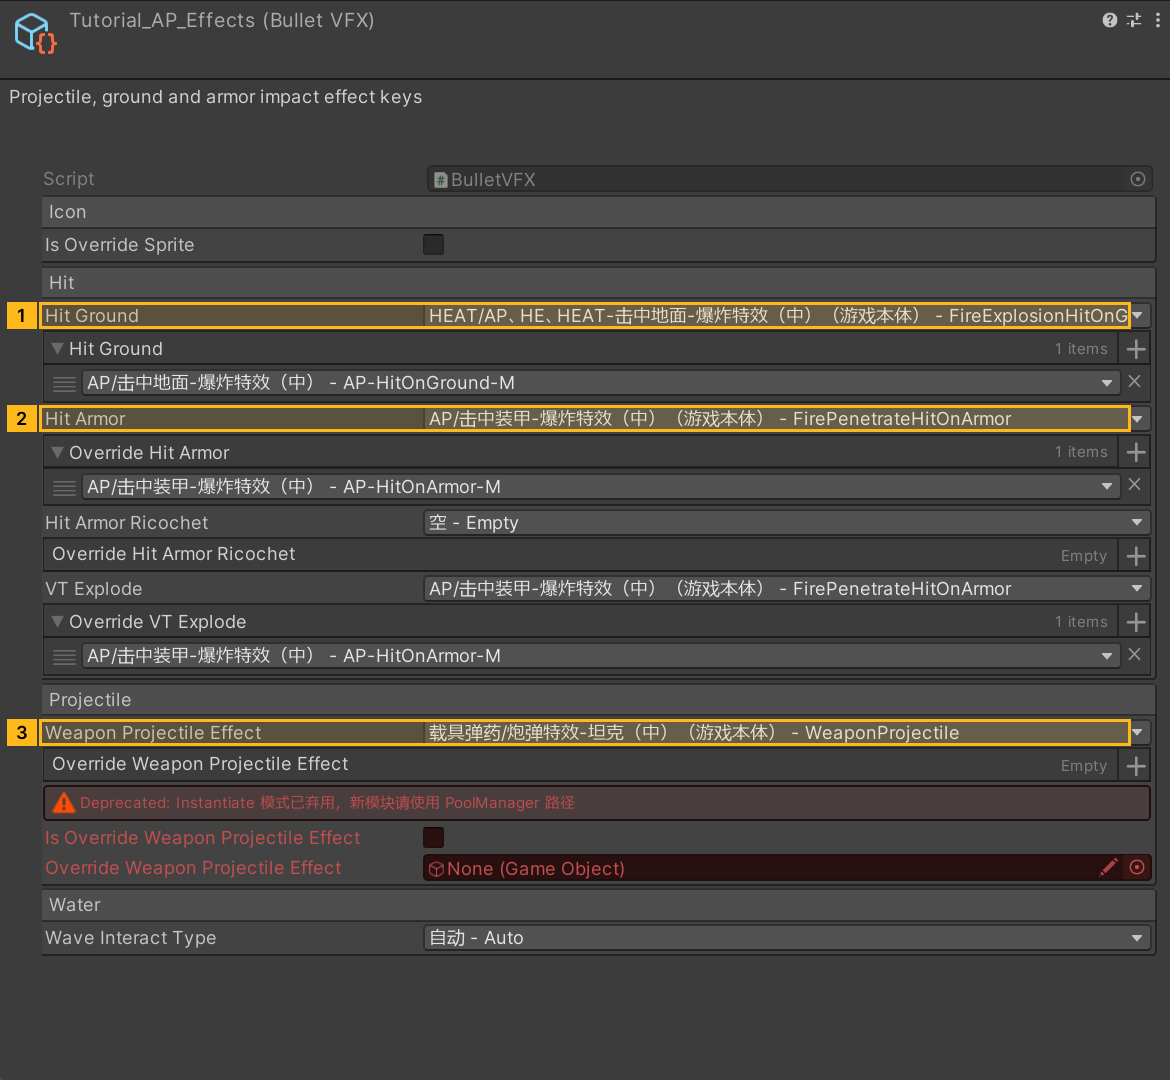 Tutorial_AP_Effects (Bullet VFX)
Projectile, ground and armor impact effect keys
Script BulletVFX
Icon
Is Override Sprite
Hit
1 Hit Ground HEAT/AP、HE、HEAT-击中地面-爆炸特效（中）（游戏本体） - FireExplosionHitOnG
Hit Ground 1 items
AP/击中地面-爆炸特效（中） - AP-HitOnGround-M
2 Hit Armor AP/击中装甲-爆炸特效（中）（游戏本体） - FirePenetrateHitOnArmor
Override Hit Armor 1 items
AP/击中装甲-爆炸特效（中） - AP-HitOnArmor-M
Hit Armor Ricochet 空 - Empty
Override Hit Armor Ricochet Empty
VT Explode AP/击中装甲-爆炸特效（中）（游戏本体） - FirePenetrateHitOnArmor
Override VT Explode 1 items
AP/击中装甲-爆炸特效（中） - AP-HitOnArmor-M
Projectile
3 Weapon Projectile Effect 载具弹药/炮弹特效-坦克（中）（游戏本体） - WeaponProjectile
Override Weapon Projectile Effect Empty
Deprecated: Instantiate 模式已弃用，新模块请使用 PoolManager 路径
Is Override Weapon Projectile Effect
Override Weapon Projectile Effect None (Game Object)
Water
Wave Interact Type 自动 - Auto